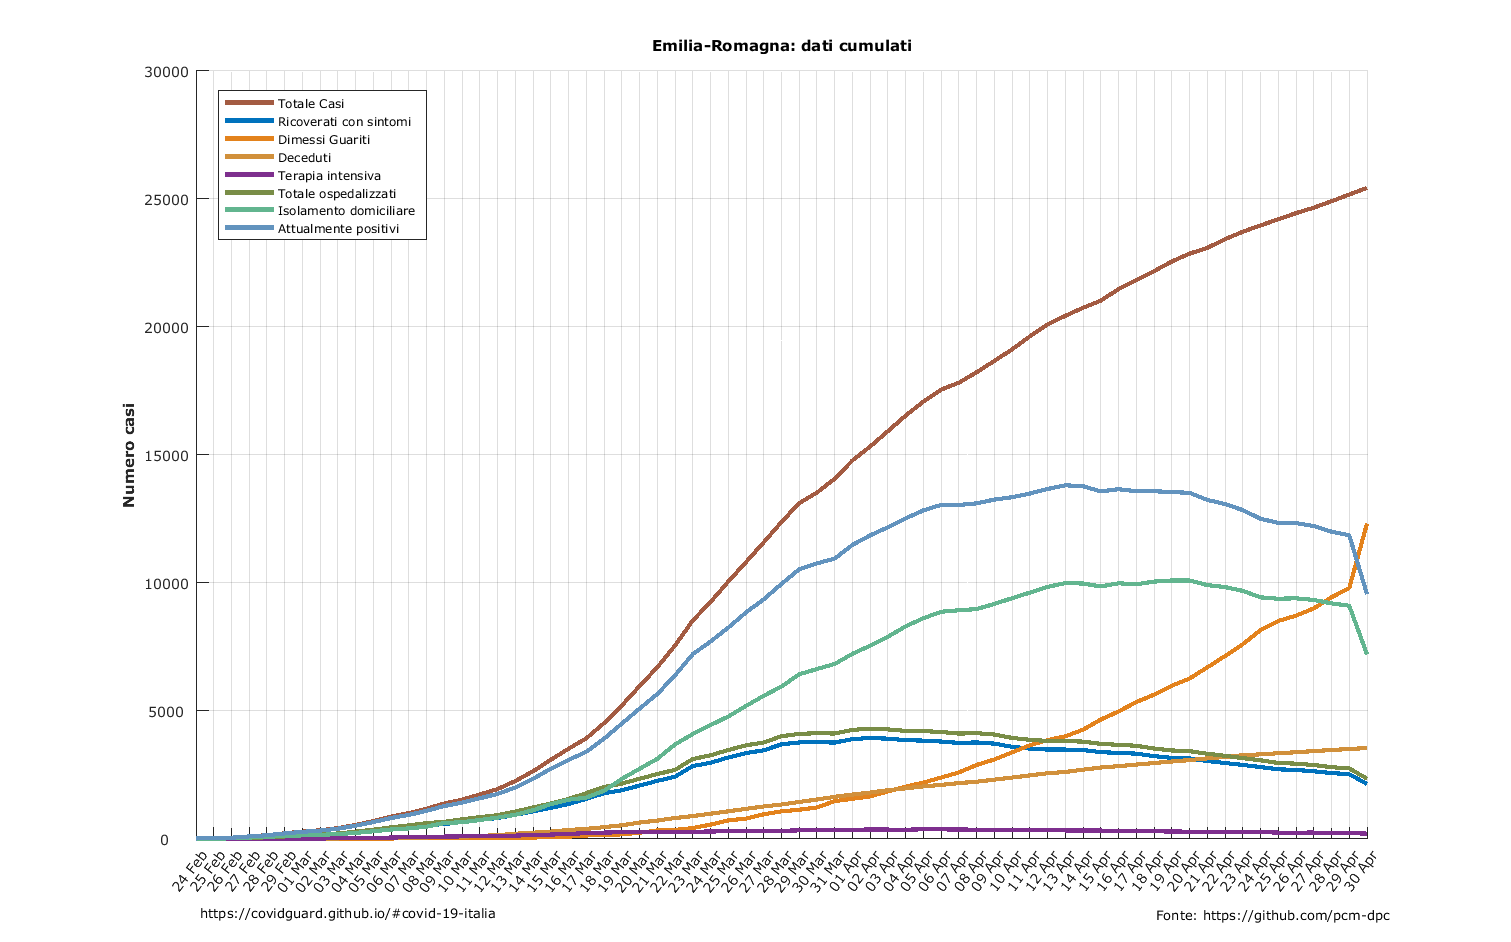 Emilia-Romagna: dati cumulati
30000
25000
20000
15000
10000
5000
0
Numero casi
Totale Casi
Ricoverati con sintomi
Dimessi Guariti
Deceduti
Terapia intensiva
Totale ospedalizzati
Isolamento domiciliare
Attualmente positivi
24 Feb
25 Feb
26 Feb
27 Feb
28 Feb
29 Feb
01 Mar
02 Mar
03 Mar
04 Mar
05 Mar
06 Mar
07 Mar
08 Mar
09 Mar
10 Mar
11 Mar
12 Mar
13 Mar
14 Mar
15 Mar
16 Mar
17 Mar
18 Mar
19 Mar
20 Mar
21 Mar
22 Mar
23 Mar
24 Mar
25 Mar
26 Mar
27 Mar
28 Mar
29 Mar
30 Mar
31 Mar
01 Apr
02 Apr
03 Apr
04 Apr
05 Apr
06 Apr
07 Apr
08 Apr
09 Apr
10 Apr
11 Apr
12 Apr
13 Apr
14 Apr
15 Apr
16 Apr
17 Apr
18 Apr
19 Apr
20 Apr
21 Apr
22 Apr
23 Apr
24 Apr
25 Apr
26 Apr
27 Apr
28 Apr
29 Apr
30 Apr
https://covidguard.github.io/#covid-19-italia
Fonte: https://github.com/pcm-dpc